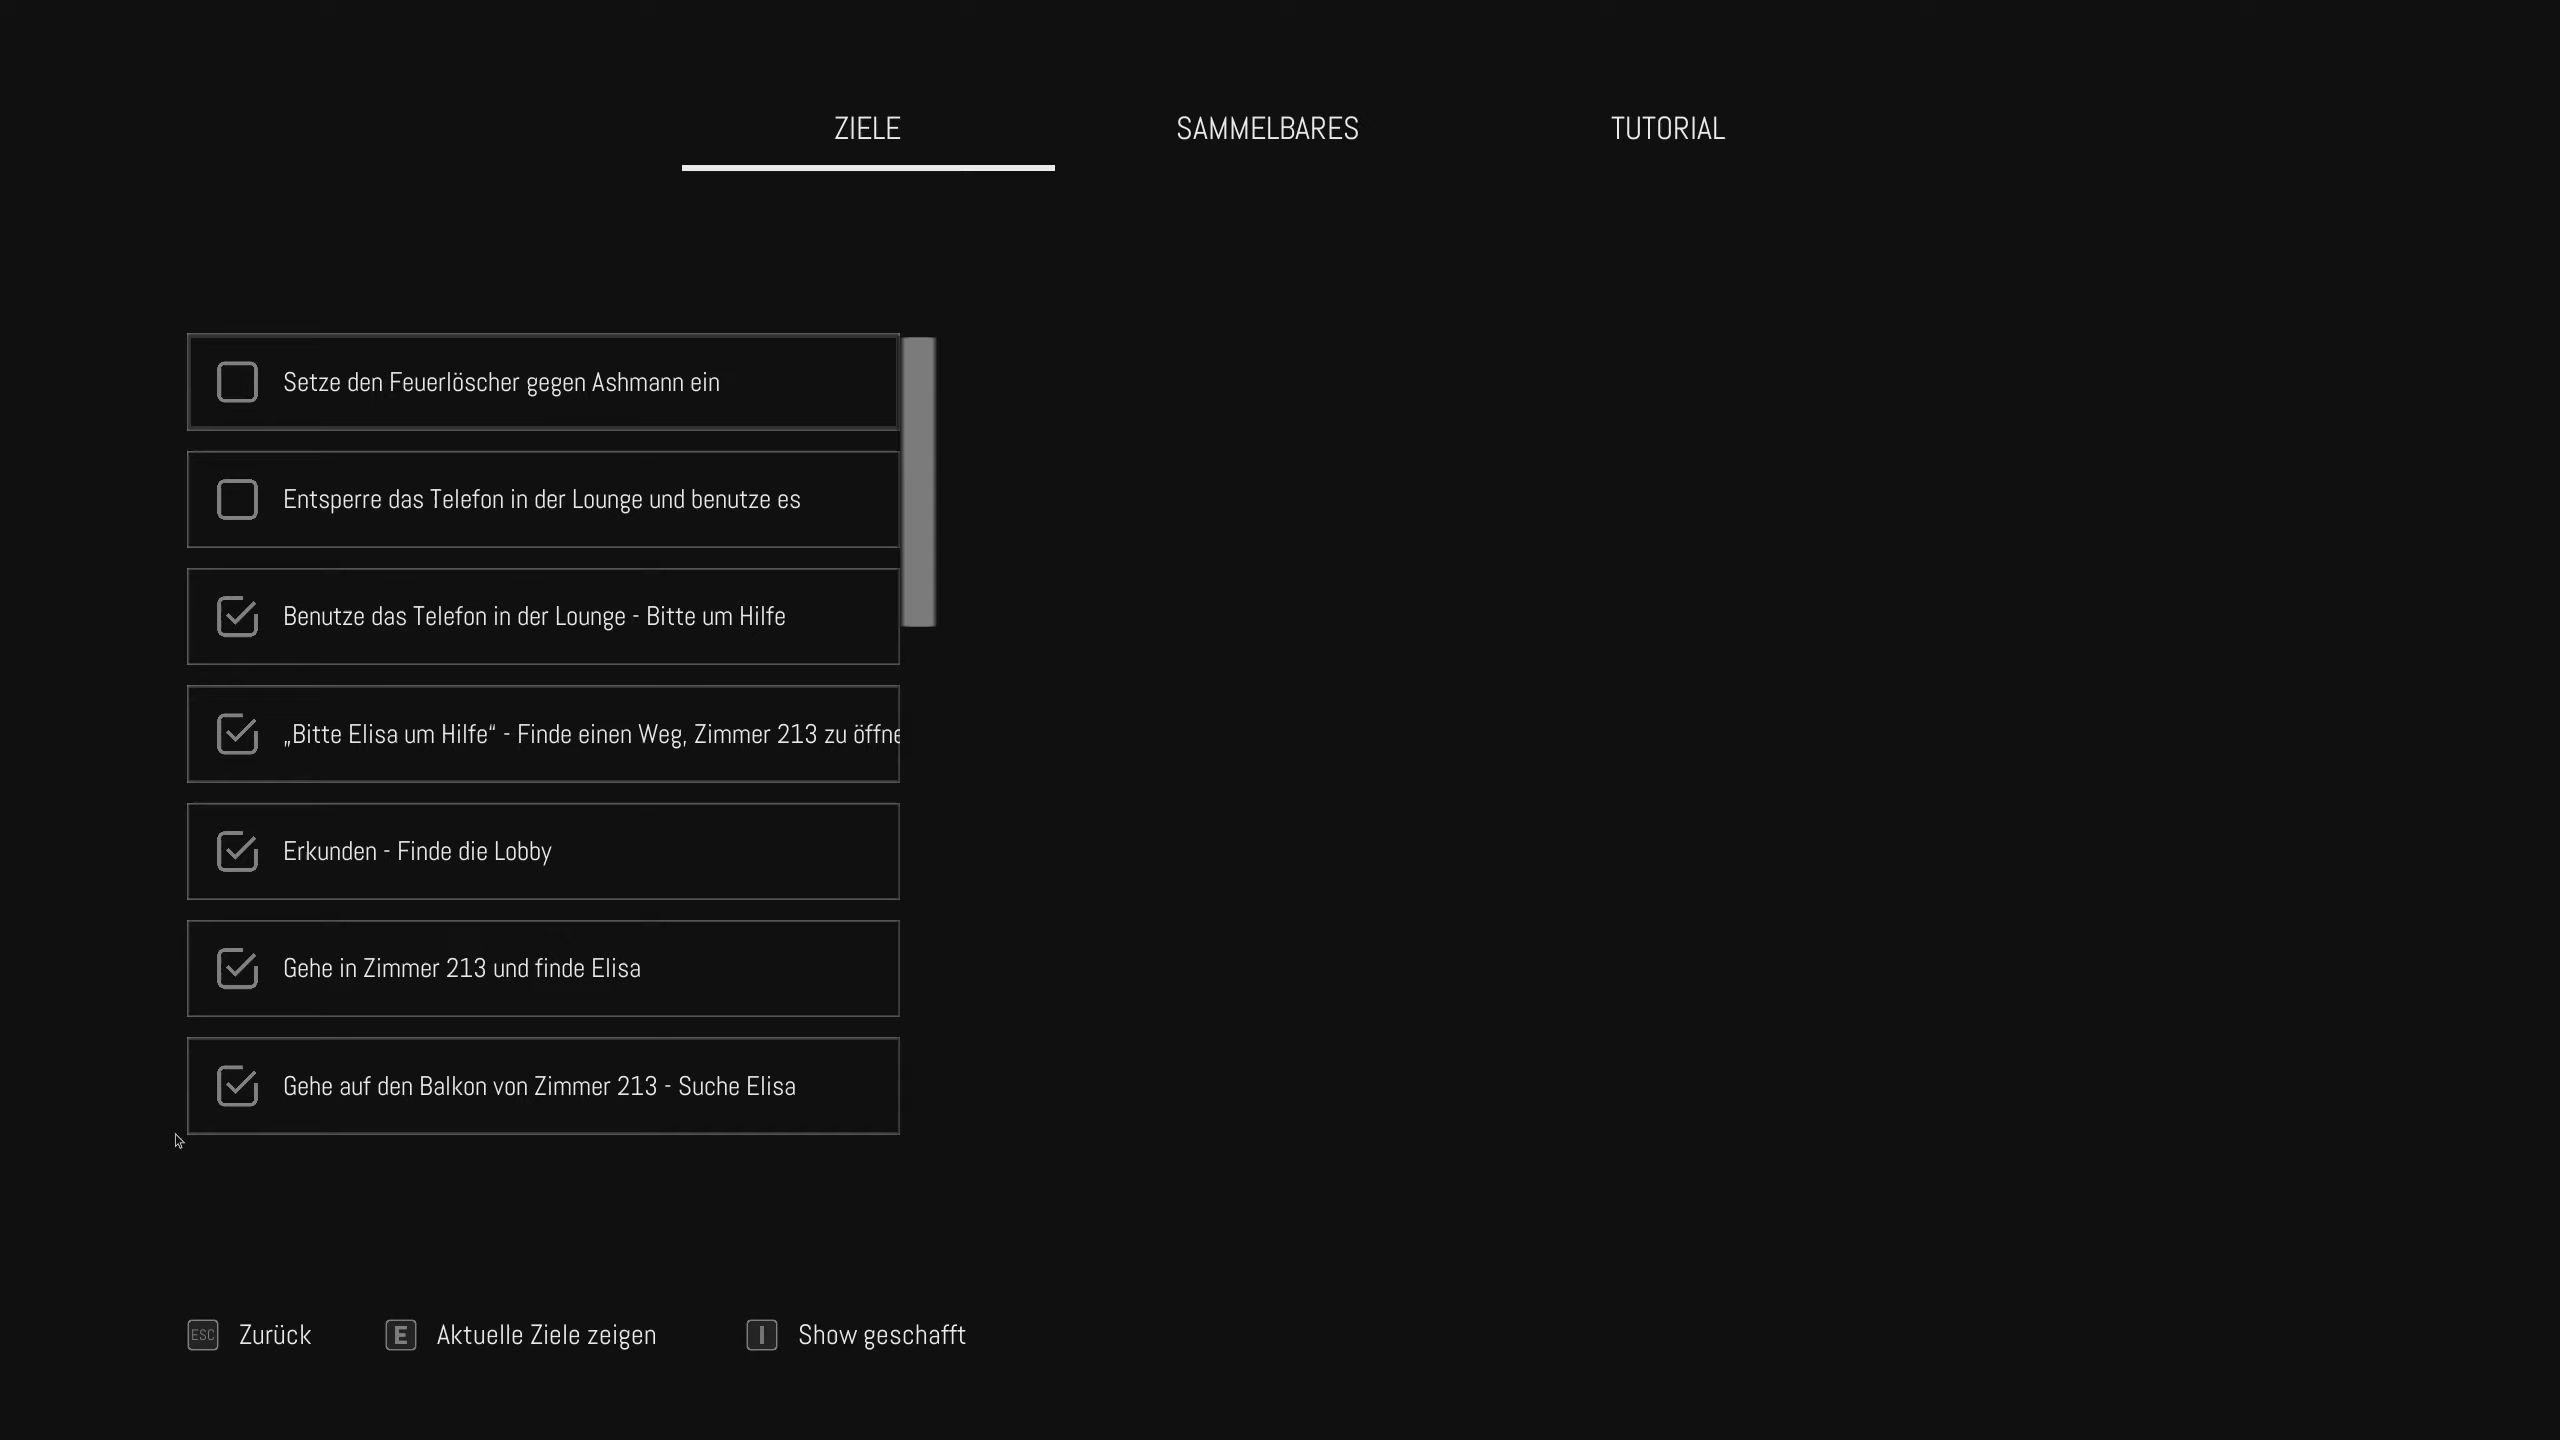 ZIELE SAMMELBARES TUTORIAL
Setze den Feuerlöscher gegen Ashmann ein
Entsperre das Telefon in der Lounge und benutze es
Benutze das Telefon in der Lounge - Bitte um Hilfe
„Bitte Elisa um Hilfe“ - Finde einen Weg, Zimmer 213 zu öffne
Erkunden - Finde die Lobby
Gehe in Zimmer 213 und finde Elisa
Gehe auf den Balkon von Zimmer 213 - Suche Elisa
ESC Zurück E Aktuelle Ziele zeigen I Show geschafft